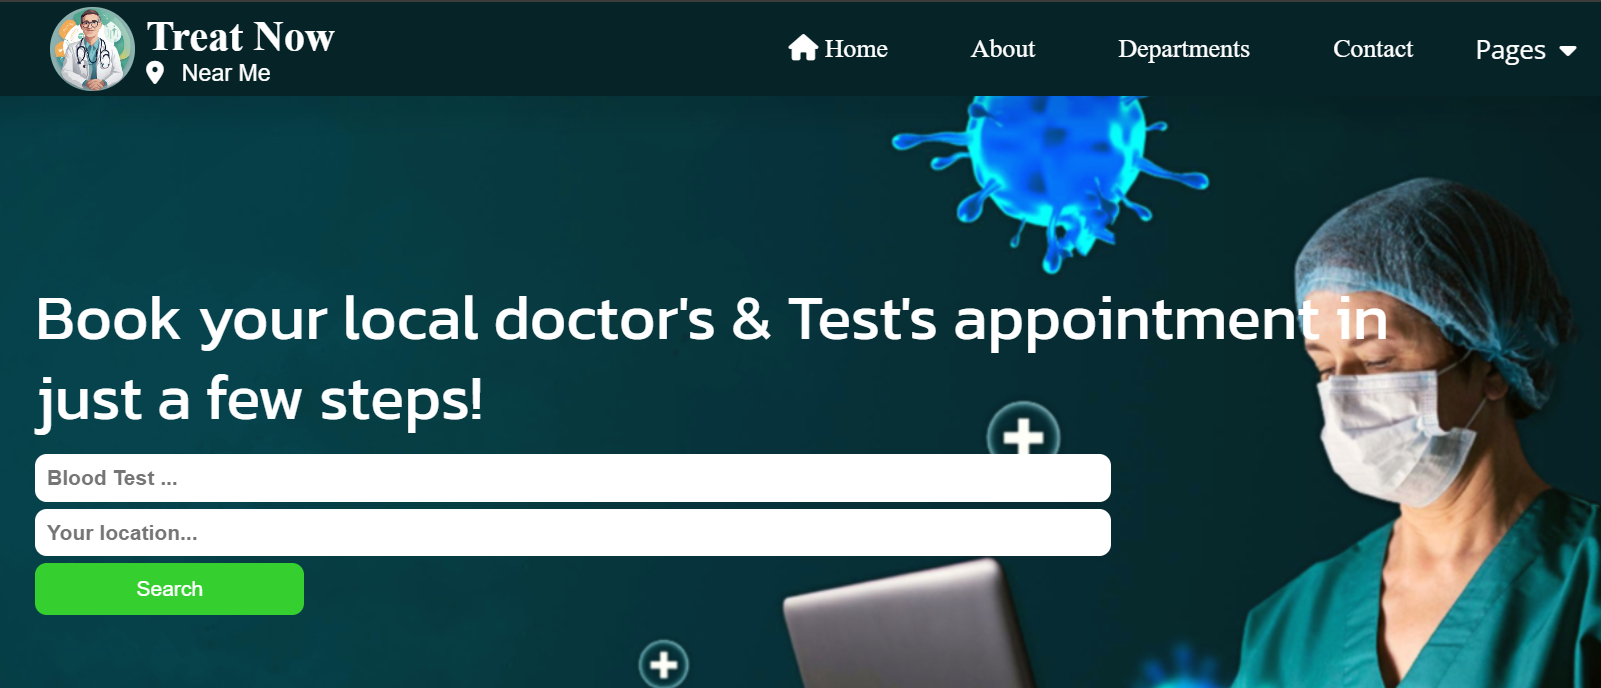 Treat Now
Near Me
Home
About
Departments
Contact
Pages
Book your local doctor's & Test's appointment in
just a few steps!
Blood Test ...
Your location...
Search